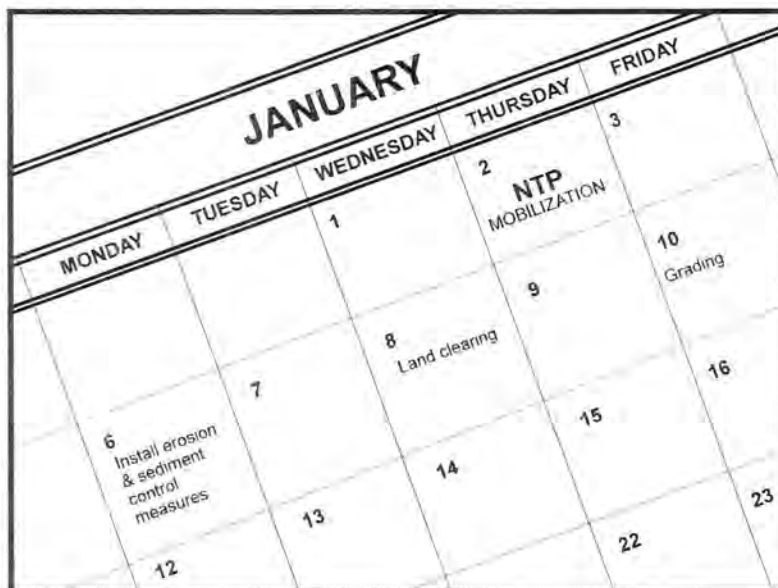 JANUARY
MONDAY
TUESDAY
WEDNESDAY
THURSDAY
FRIDAY
1
2
NTP
MOBILIZATION
3
6
Install erosion
& sediment
control
measures
7
8
Land clearing
9
10
Grading
12
13
14
15
16
22
23